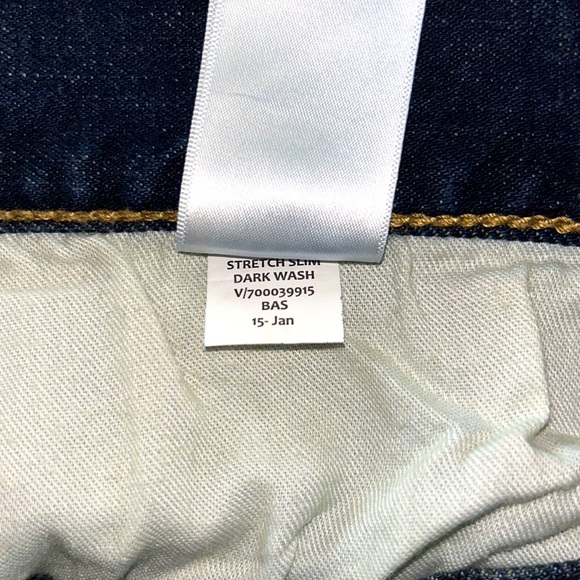 STRETCH SLIM
DARK WASH
V/700039915
BAS
15- Jan